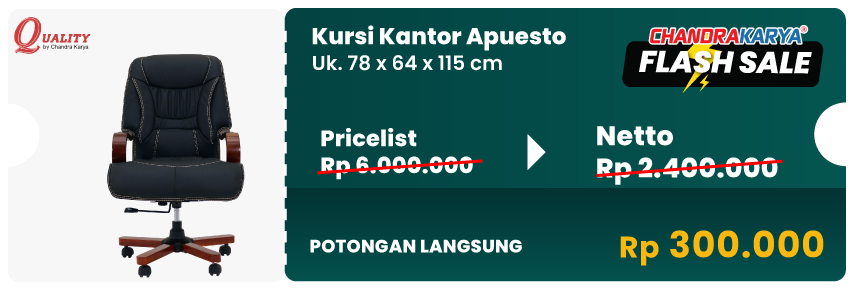 QUALITY
by Chandra Karya
Kursi Kantor Apuesto
Uk. 78 x 64 x 115 cm
CHANDRAKARYA®
FLASH SALE
Pricelist
Rp 6.000.000
Netto
Rp 2.400.000
POTONGAN LANGSUNG
Rp 300.000